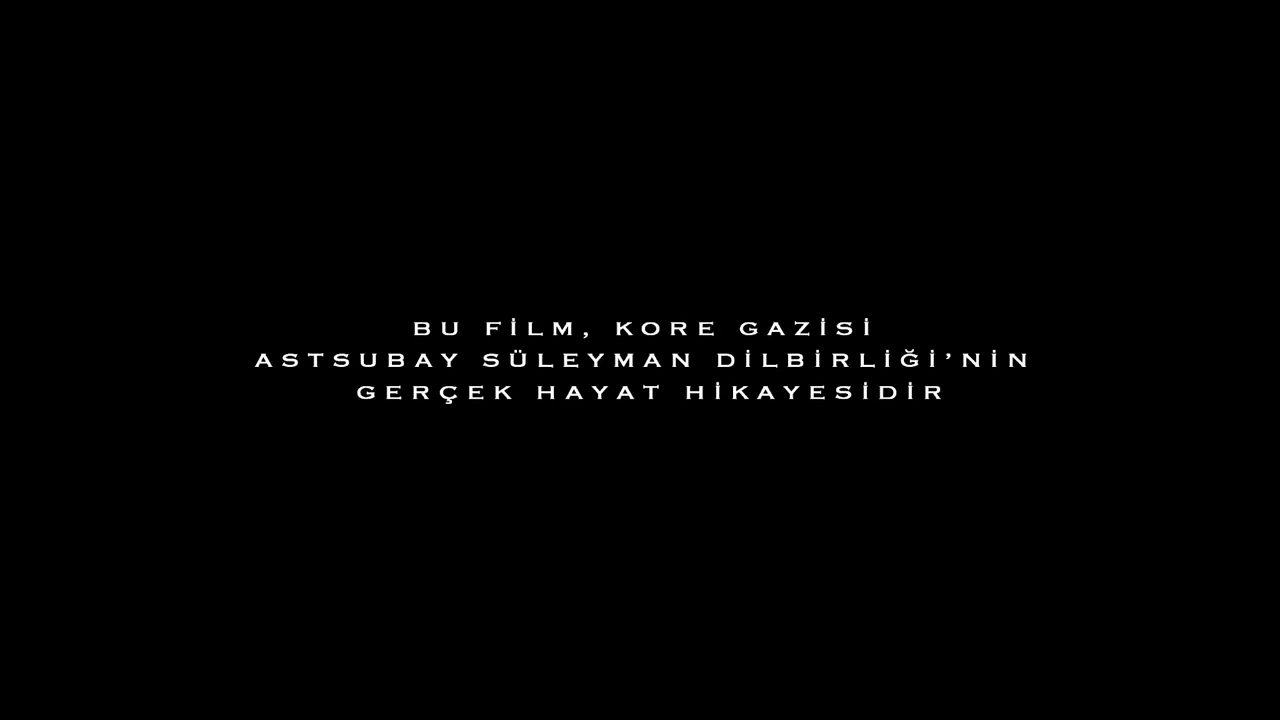 BU FİLM, KORE GAZİSİ
ASTSUBAY SÜLEYMAN DİLBİRLİĞİ’NİN
GERÇEK HAYAT HİKAYESİDİR